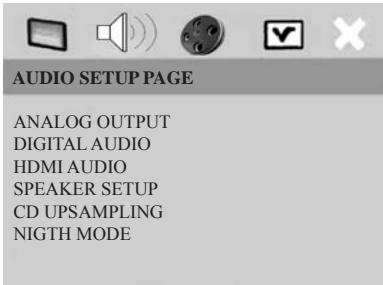 AUDIO SETUP PAGE
ANALOG OUTPUT
DIGITAL AUDIO
HDMI AUDIO
SPEAKER SETUP
CD UPSAMPLING
NIGTH MODE